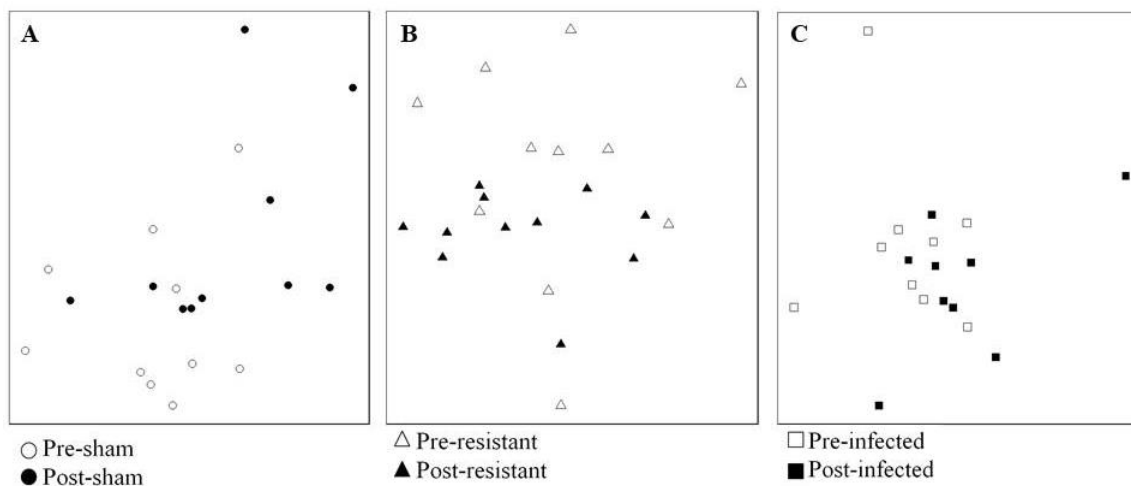 A
B
C
Pre-sham
Post-sham
Pre-resistant
Post-resistant
Pre-infected
Post-infected